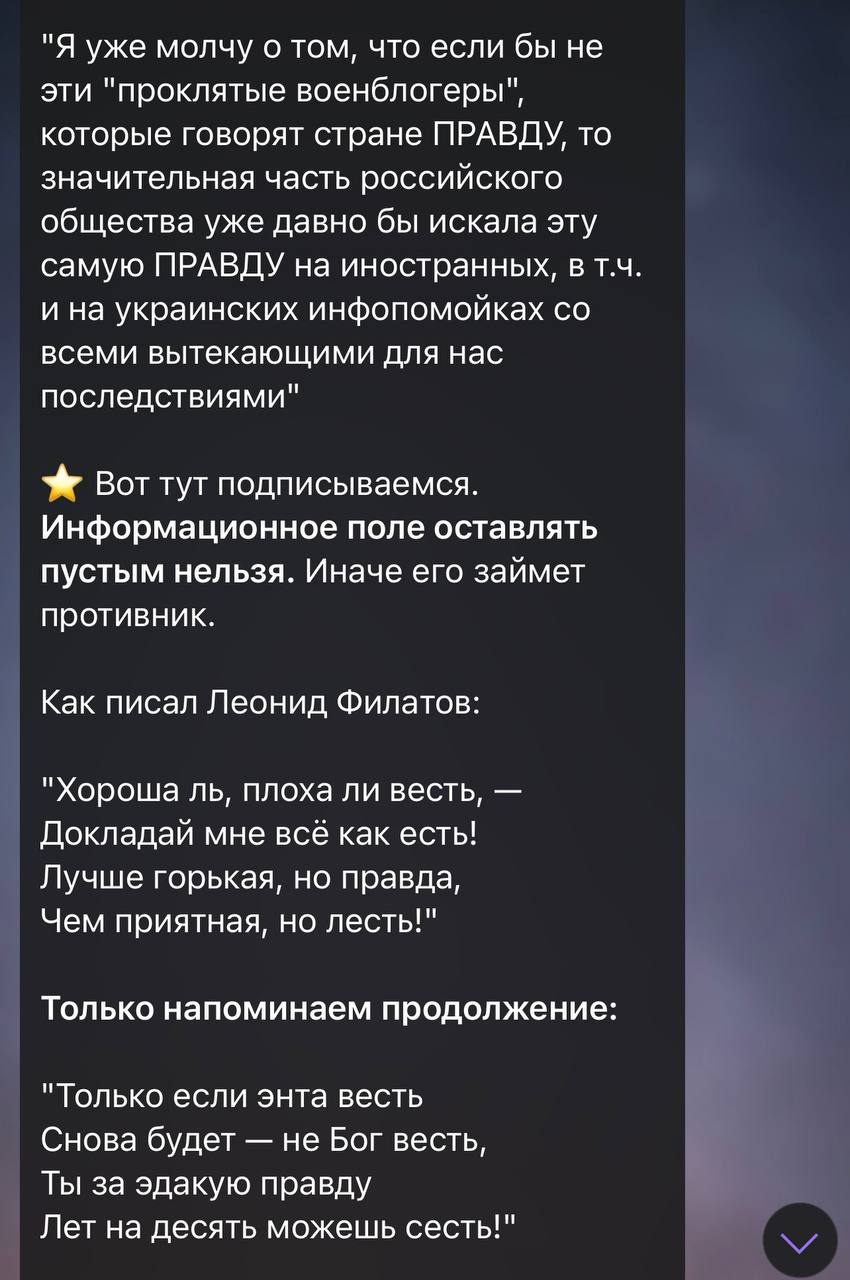 "Я уже молчу о том, что если бы не
эти "проклятые военблогеры",
которые говорят стране ПРАВДУ, то
значительная часть российского
общества уже давно бы искала эту
самую ПРАВДУ на иностранных, в т.ч.
и на украинских инфопомойках со
всеми вытекающими для нас
последствиями"
⭐ Вот тут подписываемся.
Информационное поле оставлять
пустым нельзя. Иначе его займет
противник.
Как писал Леонид Филатов:
"Хороша ль, плоха ли весть, —
Докладай мне всё как есть!
Лучше горькая, но правда,
Чем приятная, но лесть!"
Только напоминаем продолжение:
"Только если энта весть
Снова будет — не Бог весть,
Ты за эдакую правду
Лет на десять можешь сесть!"